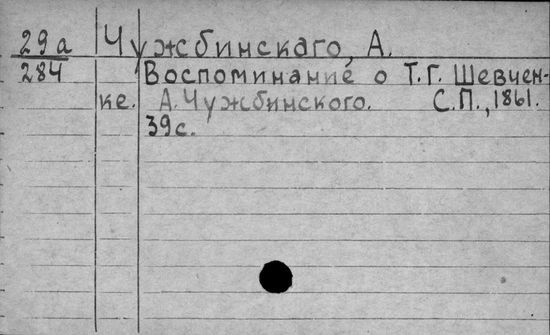 29а Чужбинскаго, А.
284 Воспоминание о Т.Г. Шевчен-
ке. А. Чужбинского. С.П., 1861.
39с.